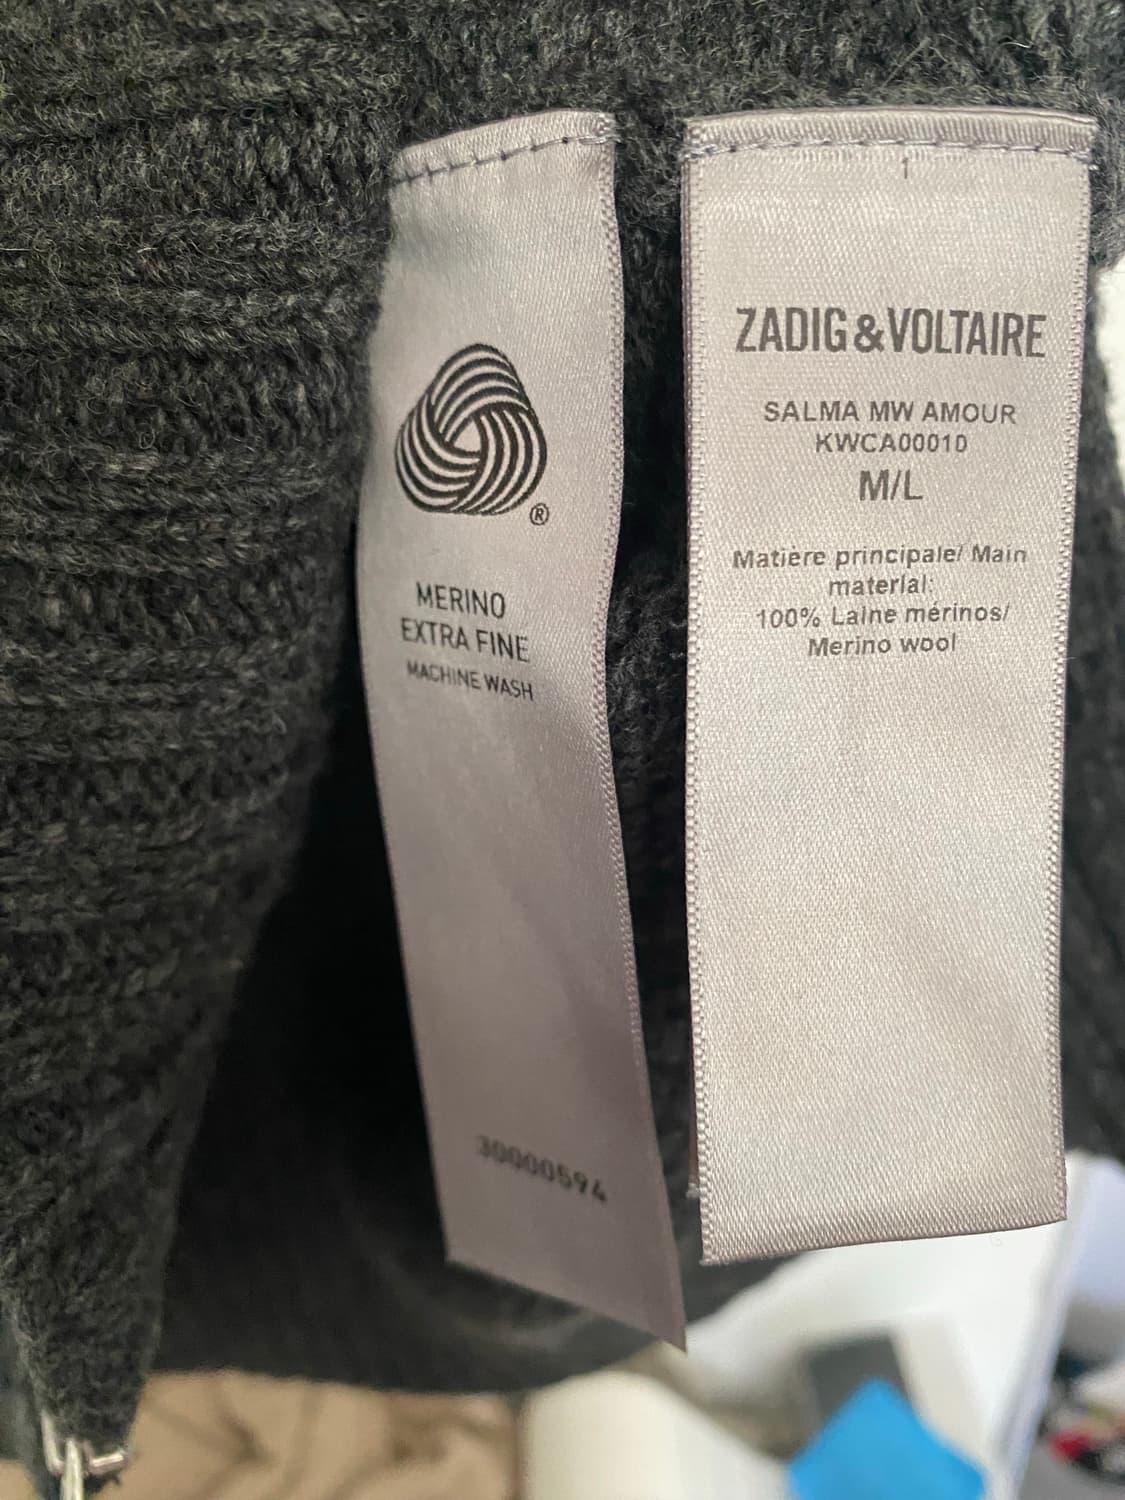 ®
MERINO
EXTRA FINE
MACHINE WASH
30000594
ZADIG&VOLTAIRE
SALMA MW AMOUR
KWCA00010
M/L
Matière principale/ Main
material:
100% Laine mérinos/
Merino wool